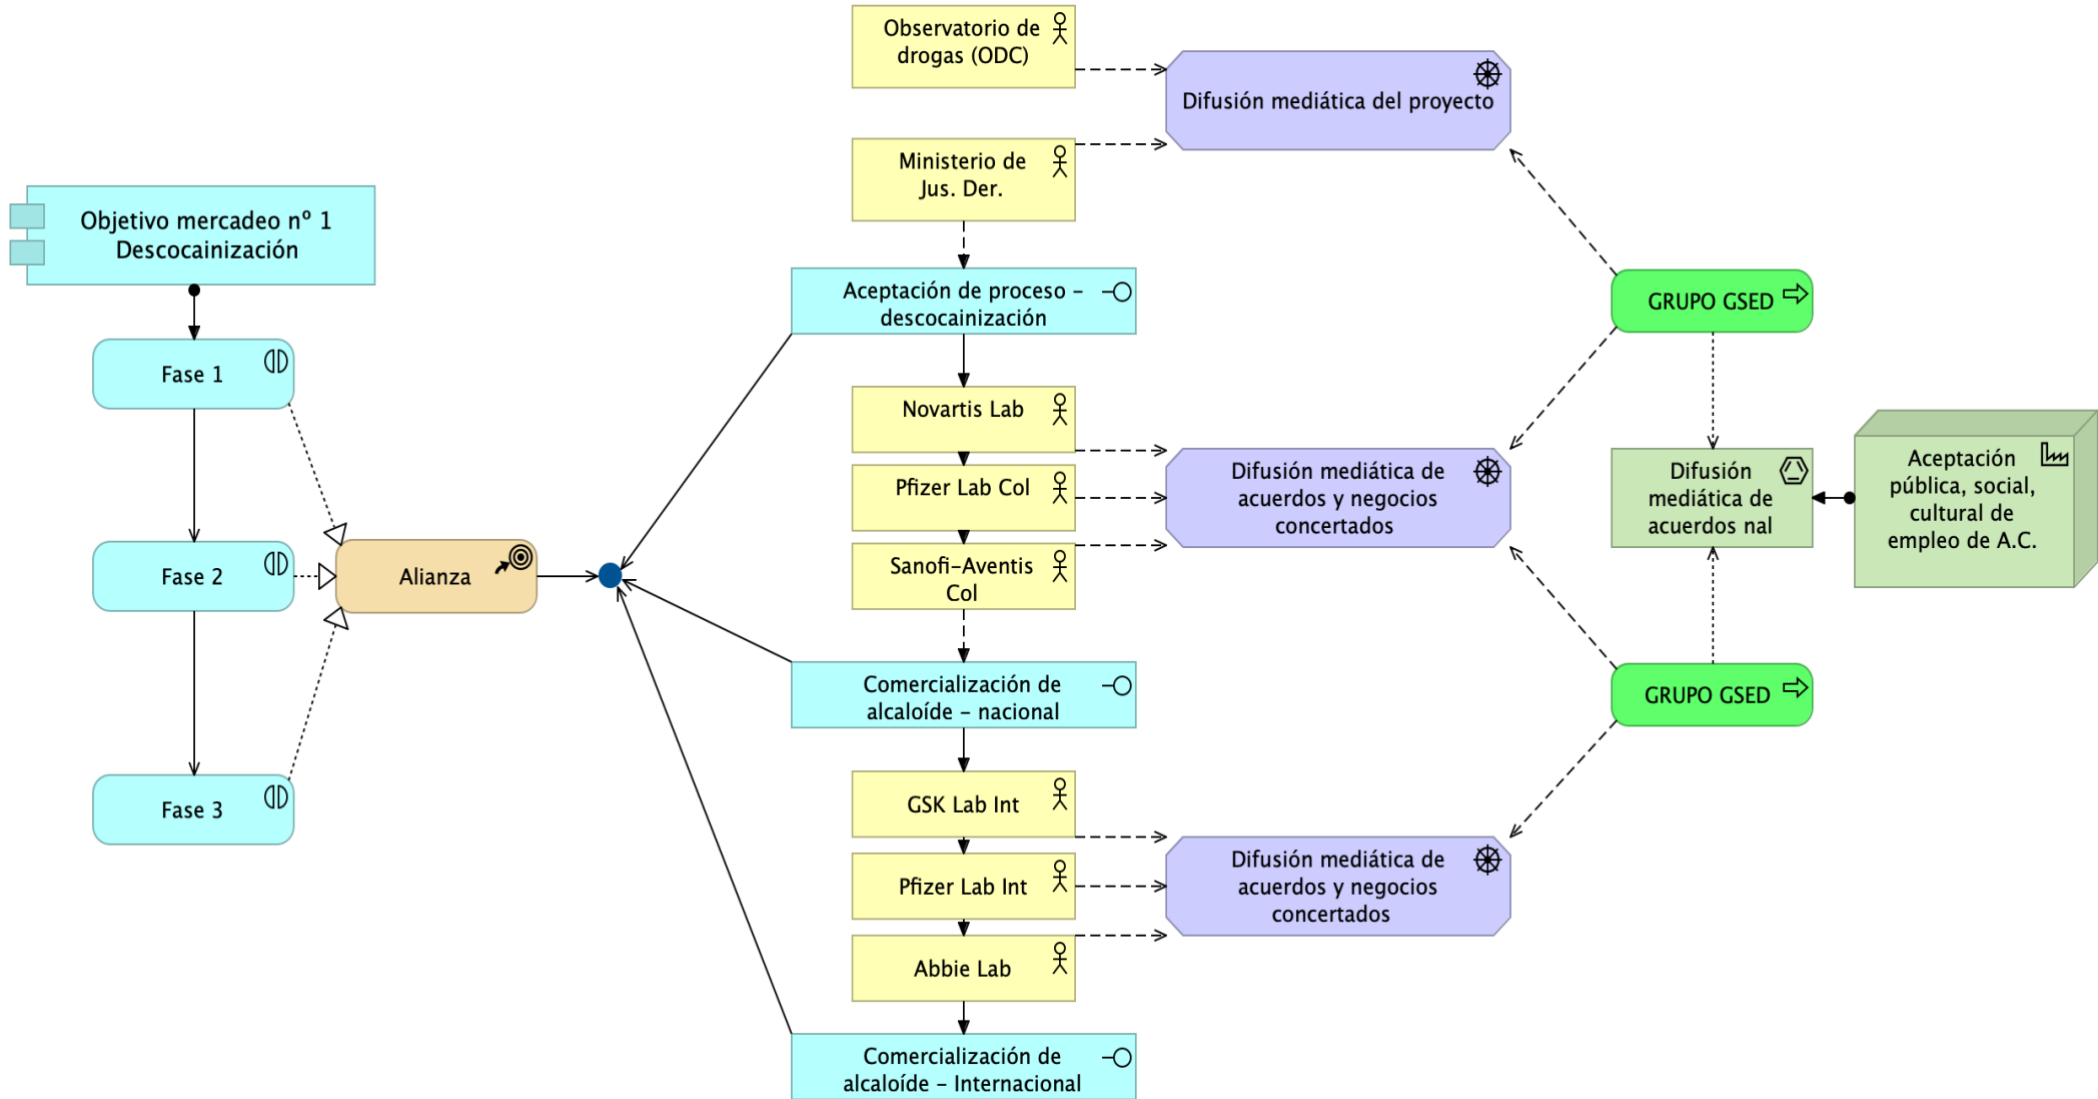 Objetivo mercadeo nº 1
Descocainización
Fase 1
Fase 2
Fase 3
Alianza
Observatorio de
drogas (ODC)
Ministerio de
Jus. Der.
Aceptación de proceso –
descocainización
Novartis Lab
Pfizer Lab Col
Sanofi–Aventis
Col
Comercialización de
alcaloíde – nacional
GSK Lab Int
Pfizer Lab Int
Abbie Lab
Comercialización de
alcaloíde – Internacional
Difusión mediática del proyecto
Difusión mediática de
acuerdos y negocios
concertados
Difusión mediática de
acuerdos y negocios
concertados
GRUPO GSED
Difusión
mediática de
acuerdos nal
GRUPO GSED
Aceptación
pública, social,
cultural de
empleo de A.C.